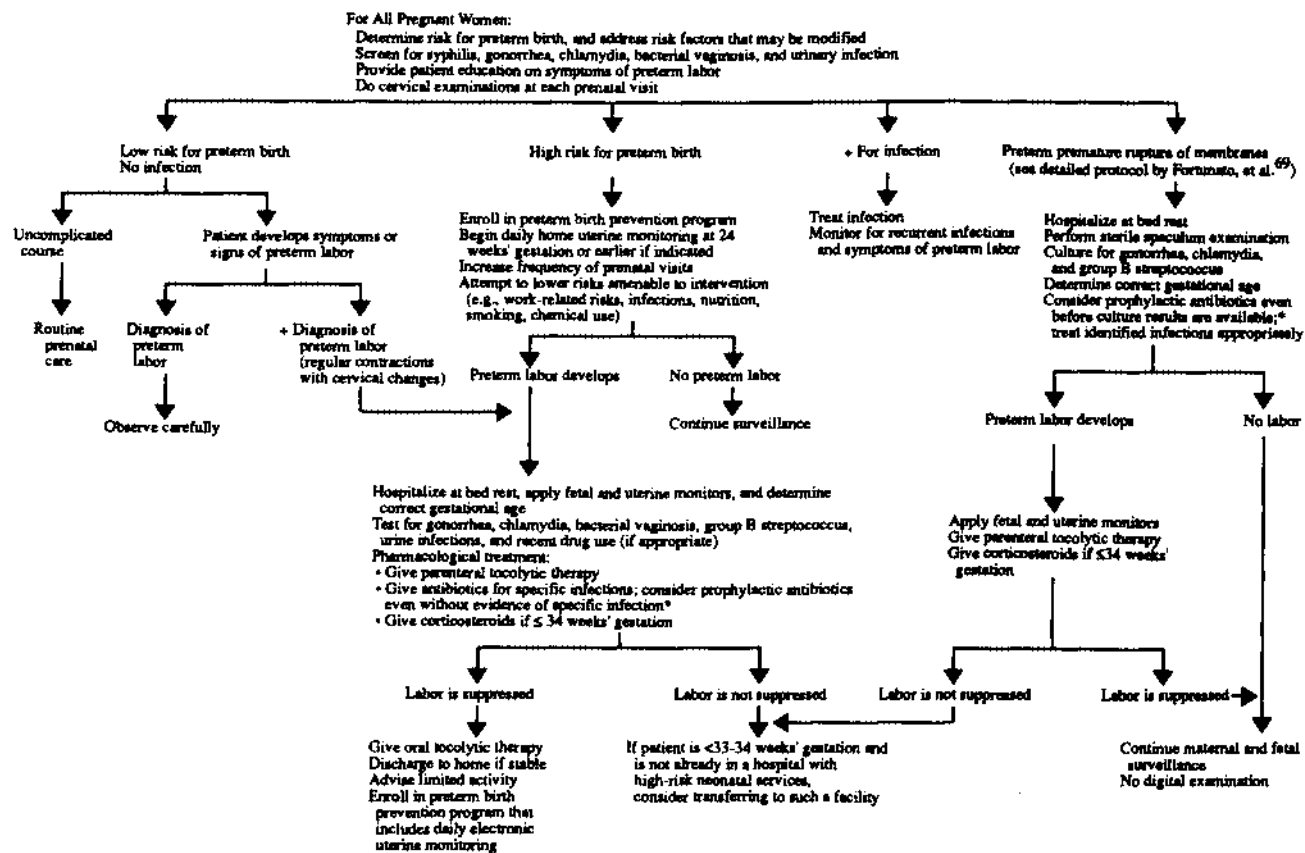 For All Pregnant Women:
Determine risk for preterm birth, and address risk factors that may be modified
Screen for syphilis, gonorrhea, chlamydia, bacterial vaginosis, and urinary infection
Provide patient education on symptoms of preterm labor
Do cervical examinations at each prenatal visit
Low risk for preterm birth
No infection
High risk for preterm birth
+ For infection
Preterm premature rupture of membranes
(see detailed protocol by Fortunato, et al.69)
Uncomplicated
course
Patient develops symptoms or
signs of preterm labor
Enroll in preterm birth prevention program
Begin daily home uterine monitoring at 24
weeks' gestation or earlier if indicated
Increase frequency of prenatal visits
Attempt to lower risks amenable to intervention
(e.g., work-related risks, infections, nutrition,
smoking, chemical use)
Treat infection
Monitor for recurrent infections
and symptoms of preterm labor
Hospitalize at bed rest
Perform sterile speculum examination
Culture for gonorrhea, chlamydia,
and group B streptococcus
Determine correct gestational age
Consider prophylactic antibiotics even
before culture results are available;*
treat identified infections appropriately
Routine
prenatal
care
Diagnosis of
preterm
labor
+ Diagnosis of
preterm labor
(regular contractions
with cervical changes)
Preterm labor develops
No preterm labor
Observe carefully
Continue surveillance
Preterm labor develops
No labor
Hospitalize at bed rest, apply fetal and uterine monitors, and determine
correct gestational age
Test for gonorrhea, chlamydia, bacterial vaginosis, group B streptococcus,
urine infections, and recent drug use (if appropriate)
Pharmacological treatment:
• Give parenteral tocolytic therapy
• Give antibiotics for specific infections; consider prophylactic antibiotics
even without evidence of specific infection*
• Give corticosteroids if ≤ 34 weeks' gestation
Apply fetal and uterine monitors
Give parenteral tocolytic therapy
Give corticosteroids if ≤34 weeks'
gestation
Labor is suppressed
Labor is not suppressed
Labor is not suppressed
Labor is suppressed
Give oral tocolytic therapy
Discharge to home if stable
Advise limited activity
Enroll in preterm birth
prevention program that
includes daily electronic
uterine monitoring
If patient is <33-34 weeks' gestation and
is not already in a hospital with
high-risk neonatal services,
consider transferring to such a facility
Continue maternal and fetal
surveillance
No digital examination